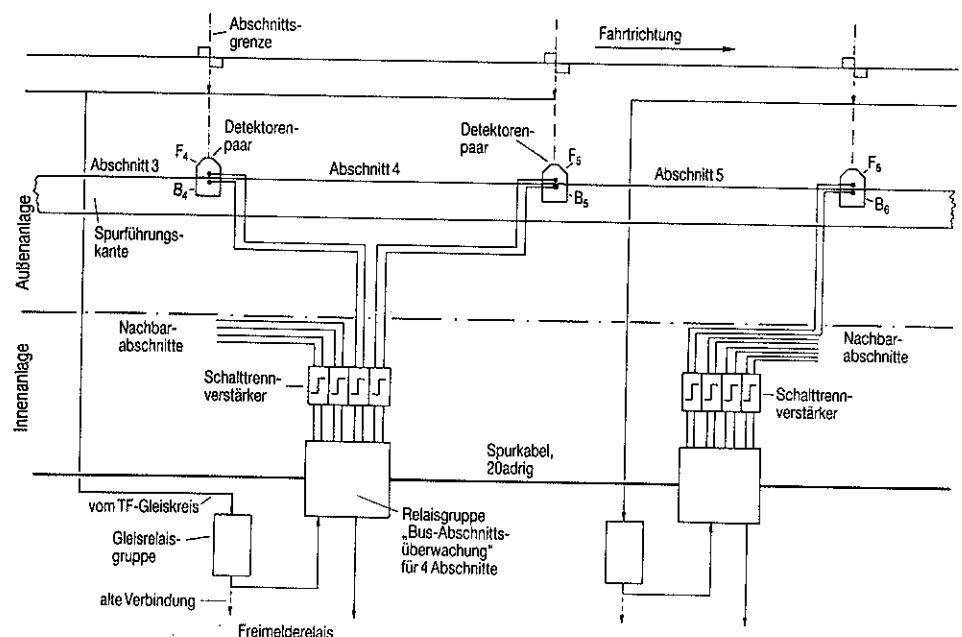 Abschnitts-
grenze
Fahrtrichtung
Detektoren-
paar
Detektoren-
paar
F4
F5
F5
Abschnitt 3
Abschnitt 4
Abschnitt 5
B4
B5
B6
Spurführungs-
kante
Außenanlage
Innenanlage
Nachbar-
abschnitte
Nachbar-
abschnitte
Schalttrenn-
verstärker
Schalttrenn-
verstärker
Spurkabel,
20adrig
vom TF-Gleiskreis
Gleisrelais-
gruppe
Relaisgruppe
„Bus-Abschnitts-
überwachung"
für 4 Abschnitte
alte Verbindung
Freimelderelais